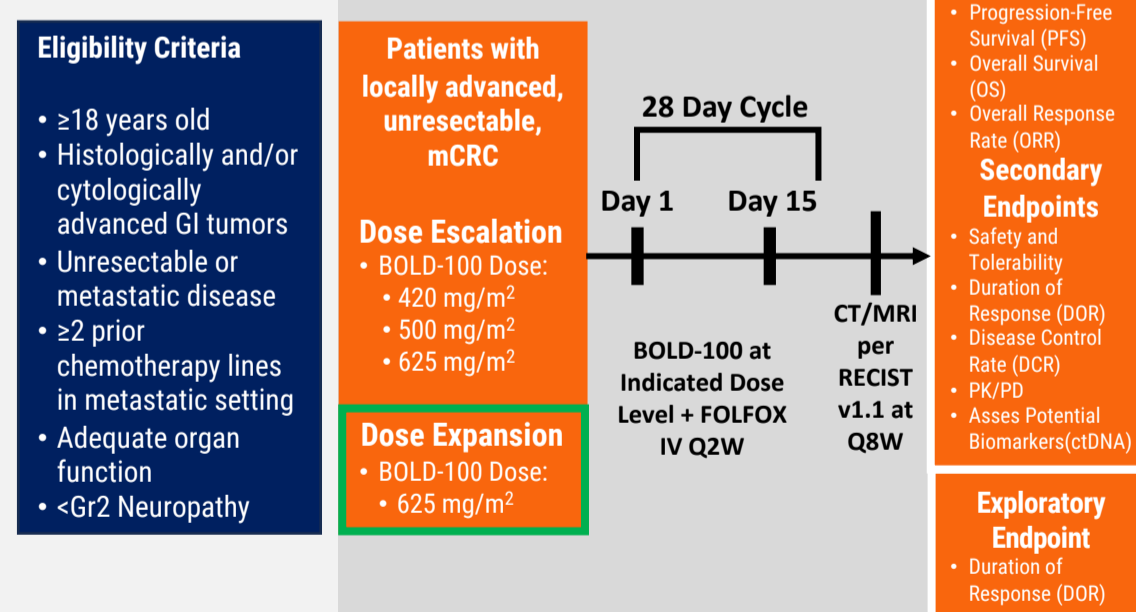 Eligibility Criteria
• ≥18 years old
• Histologically and/or
cytologically
advanced GI tumors
• Unresectable or
metastatic disease
• ≥2 prior
chemotherapy lines
in metastatic setting
• Adequate organ
function
• <Gr2 Neuropathy
Patients with
locally advanced,
unresectable,
mCRC
Dose Escalation
• BOLD-100 Dose:
• 420 mg/m²
• 500 mg/m²
• 625 mg/m²
Dose Expansion
• BOLD-100 Dose:
• 625 mg/m²
28 Day Cycle
Day 1
Day 15
BOLD-100 at
Indicated Dose
Level + FOLFOX
IV Q2W
CT/MRI
per
RECIST
v1.1 at
Q8W
• Progression-Free
Survival (PFS)
• Overall Survival
(OS)
• Overall Response
Rate (ORR)
Secondary
Endpoints
• Safety and
Tolerability
• Duration of
Response (DOR)
• Disease Control
Rate (DCR)
• PK/PD
• Asses Potential
Biomarkers(ctDNA)
Exploratory
Endpoint
• Duration of
Response (DOR)